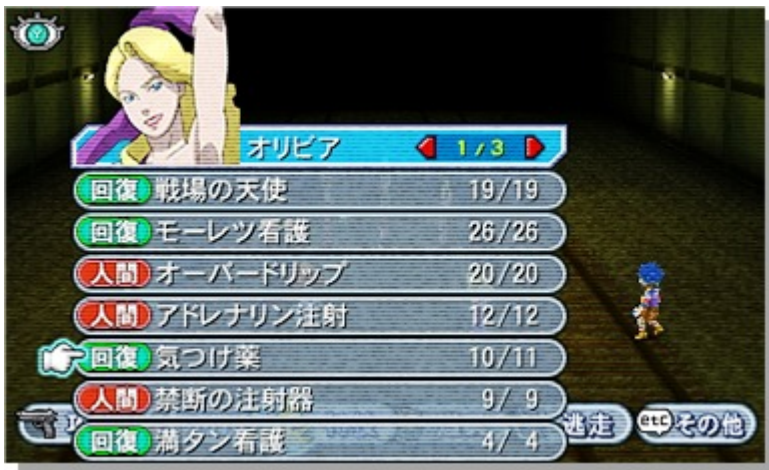 オリビア 1/3
回復 戦場の天使 19/19
回復 モーレツ看護 26/26
人間 オーバードリップ 20/20
人間 アドレナリン注射 12/12
回復 気つけ薬 10/11
人間 禁断の注射器 9/ 9
回復 満タン看護 4/ 4
逃走 etc その他